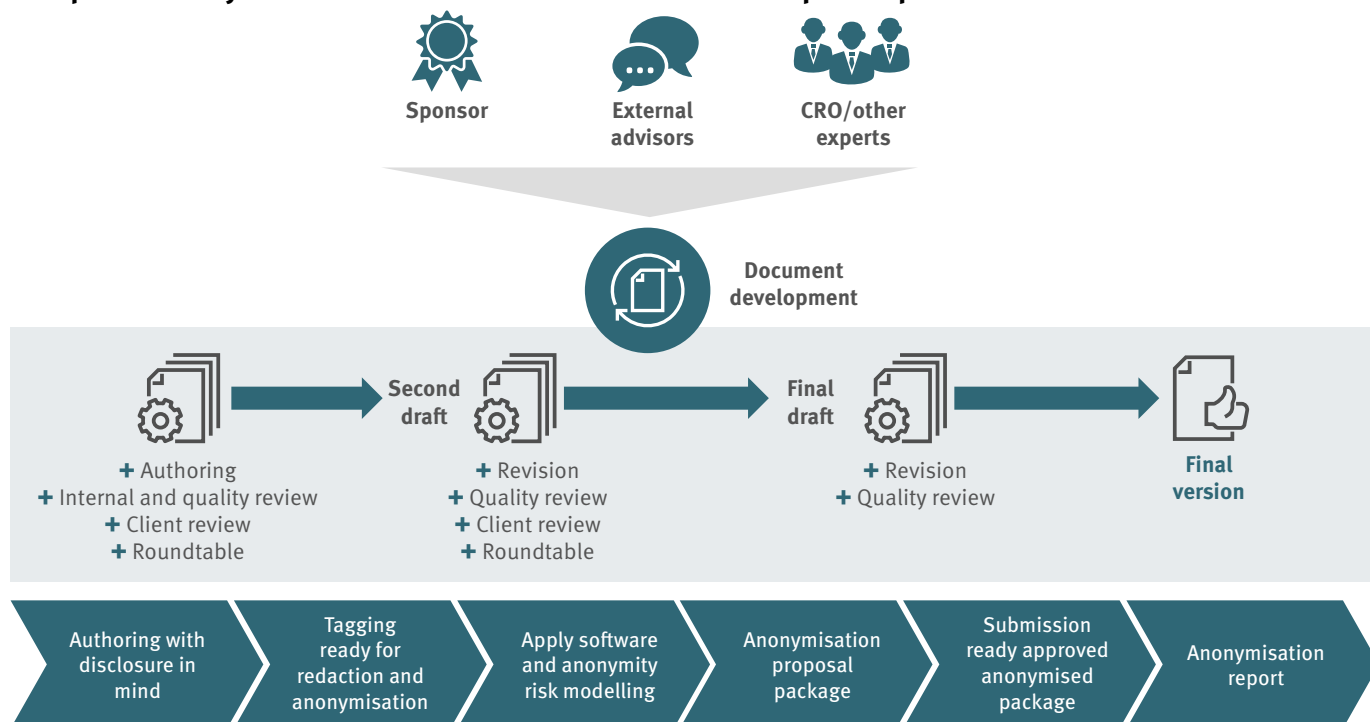 Sponsor
External
advisors
CRO/other
experts
Document
development
Second
draft
Final
draft
+ Authoring
+ Internal and quality review
+ Client review
+ Roundtable
+ Revision
+ Quality review
+ Client review
+ Roundtable
+ Revision
+ Quality review
Final
version
Authoring with
disclosure in
mind
Tagging
ready for
redaction and
anonymisation
Apply software
and anonymity
risk modelling
Anonymisation
proposal
package
Submission
ready approved
anonymised
package
Anonymisation
report